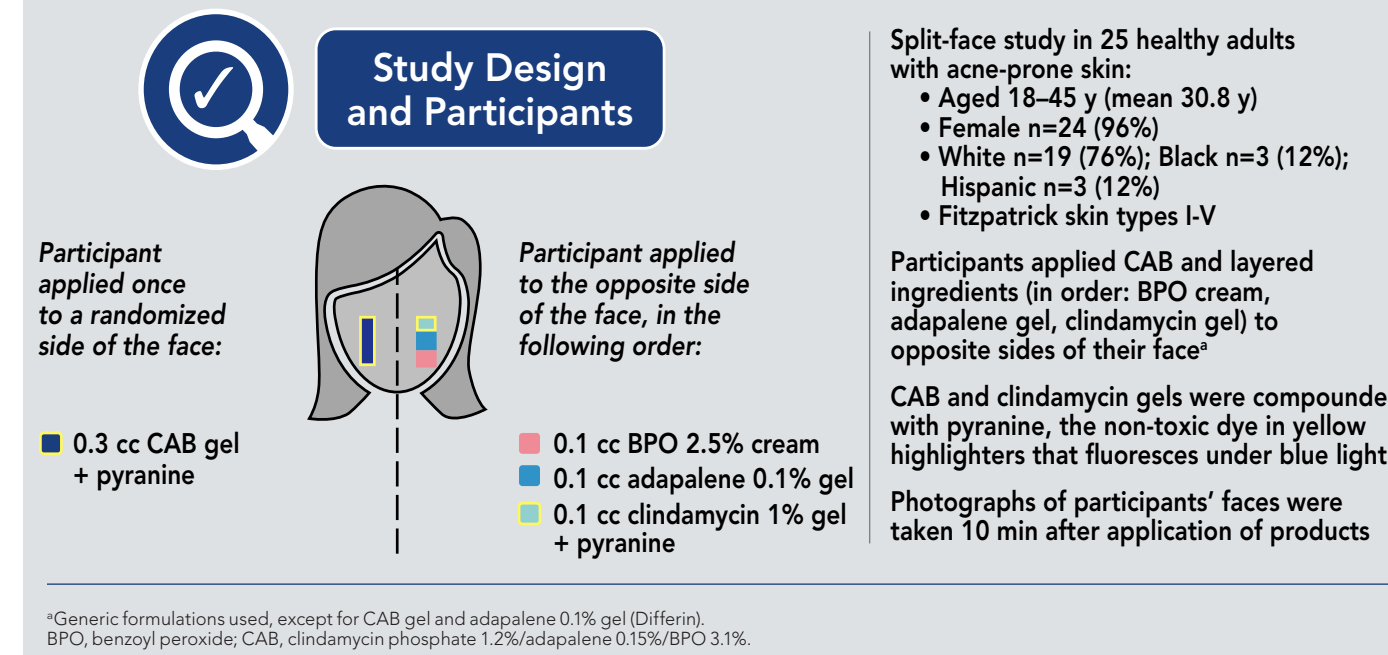 Study Design
and Participants
Participant
applied once
to a randomized
side of the face:
0.3 cc CAB gel
+ pyranine
Participant applied
to the opposite side
of the face, in the
following order:
0.1 cc BPO 2.5% cream
0.1 cc adapalene 0.1% gel
0.1 cc clindamycin 1% gel
+ pyranine
Split-face study in 25 healthy adults
with acne-prone skin:
• Aged 18–45 y (mean 30.8 y)
• Female n=24 (96%)
• White n=19 (76%); Black n=3 (12%);
Hispanic n=3 (12%)
• Fitzpatrick skin types I-V
Participants applied CAB and layered
ingredients (in order: BPO cream,
adapalene gel, clindamycin gel) to
opposite sides of their faceᵃ
CAB and clindamycin gels were compounde
with pyranine, the non-toxic dye in yellow
highlighters that fluoresces under blue light
Photographs of participants’ faces were
taken 10 min after application of products
ᵃGeneric formulations used, except for CAB gel and adapalene 0.1% gel (Differin).
BPO, benzoyl peroxide; CAB, clindamycin phosphate 1.2%/adapalene 0.15%/BPO 3.1%.